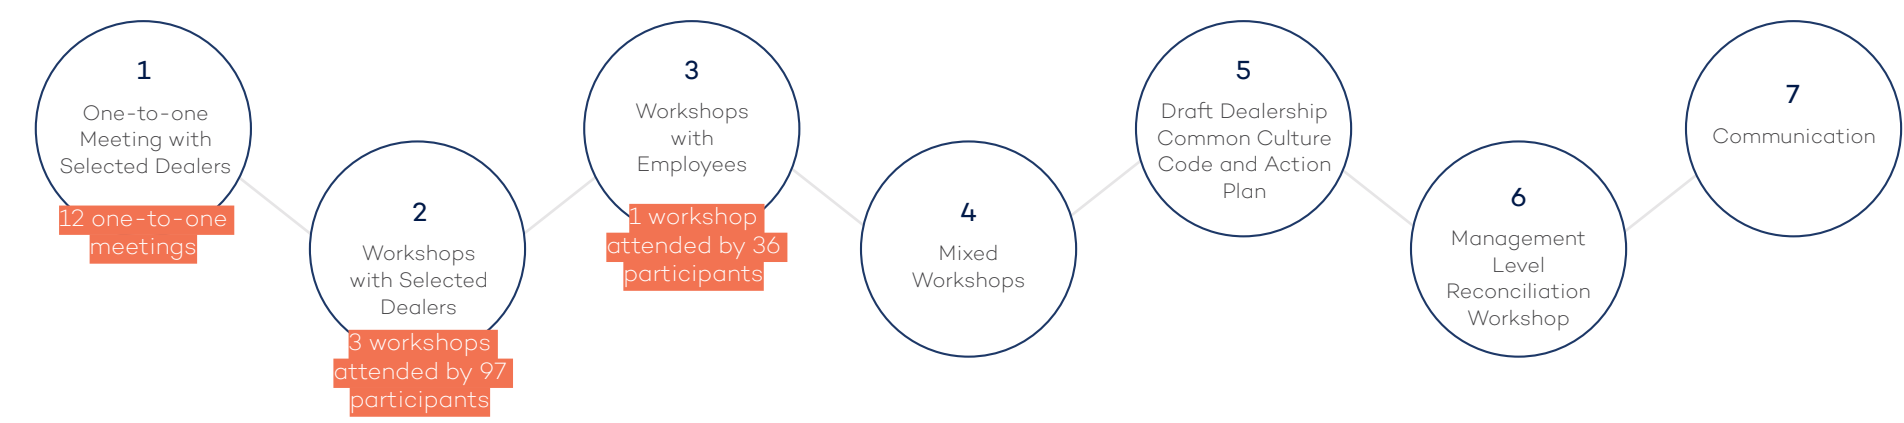 1
One-to-one
Meeting with
Selected Dealers
12 one-to-one
meetings
2
Workshops
with Selected
Dealers
3 workshops
attended by 97
participants
3
Workshops
with
Employees
1 workshop
attended by 36
participants
4
Mixed
Workshops
5
Draft Dealership
Common Culture
Code and Action
Plan
6
Management
Level
Reconciliation
Workshop
7
Communication